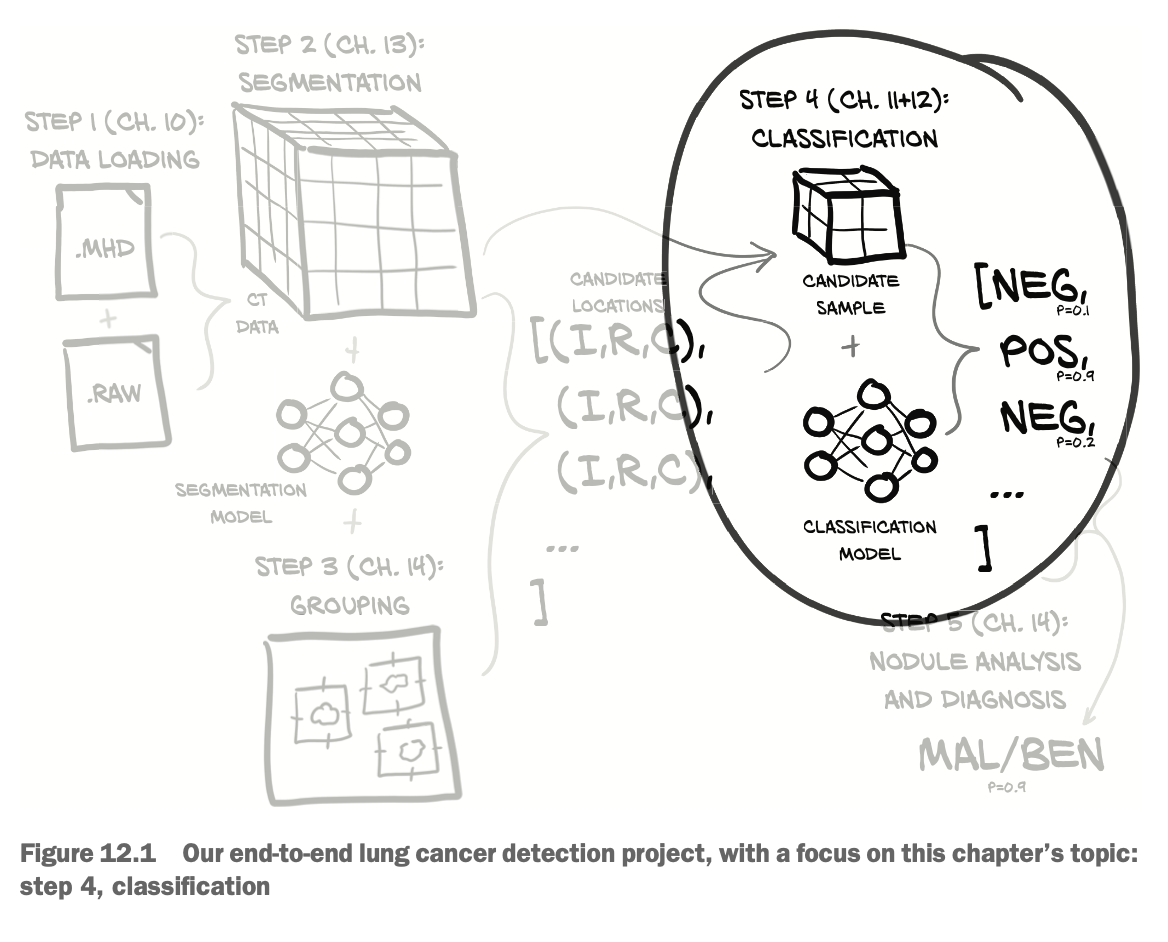 STEP 1 (CH. 10):
DATA LOADING
.MHD
+
.RAW
STEP 2 (CH. 13):
SEGMENTATION
CT
DATA
+
SEGMENTATION
MODEL
+
STEP 3 (CH. 14):
GROUPING
CANDIDATE
LOCATIONS
[(I,R,C),
(I,R,C),
(I,R,C),
...
]
STEP 4 (CH. 11+12):
CLASSIFICATION
CANDIDATE
SAMPLE
+
CLASSIFICATION
MODEL
[NEG,
P=0.1
POS,
P=0.9
NEG,
P=0.2
...
]
STEP 5 (CH. 14):
NODULE ANALYSIS
AND DIAGNOSIS
MAL/BEN
P=0.9
Figure 12.1 Our end-to-end lung cancer detection project, with a focus on this chapter's topic:
step 4, classification